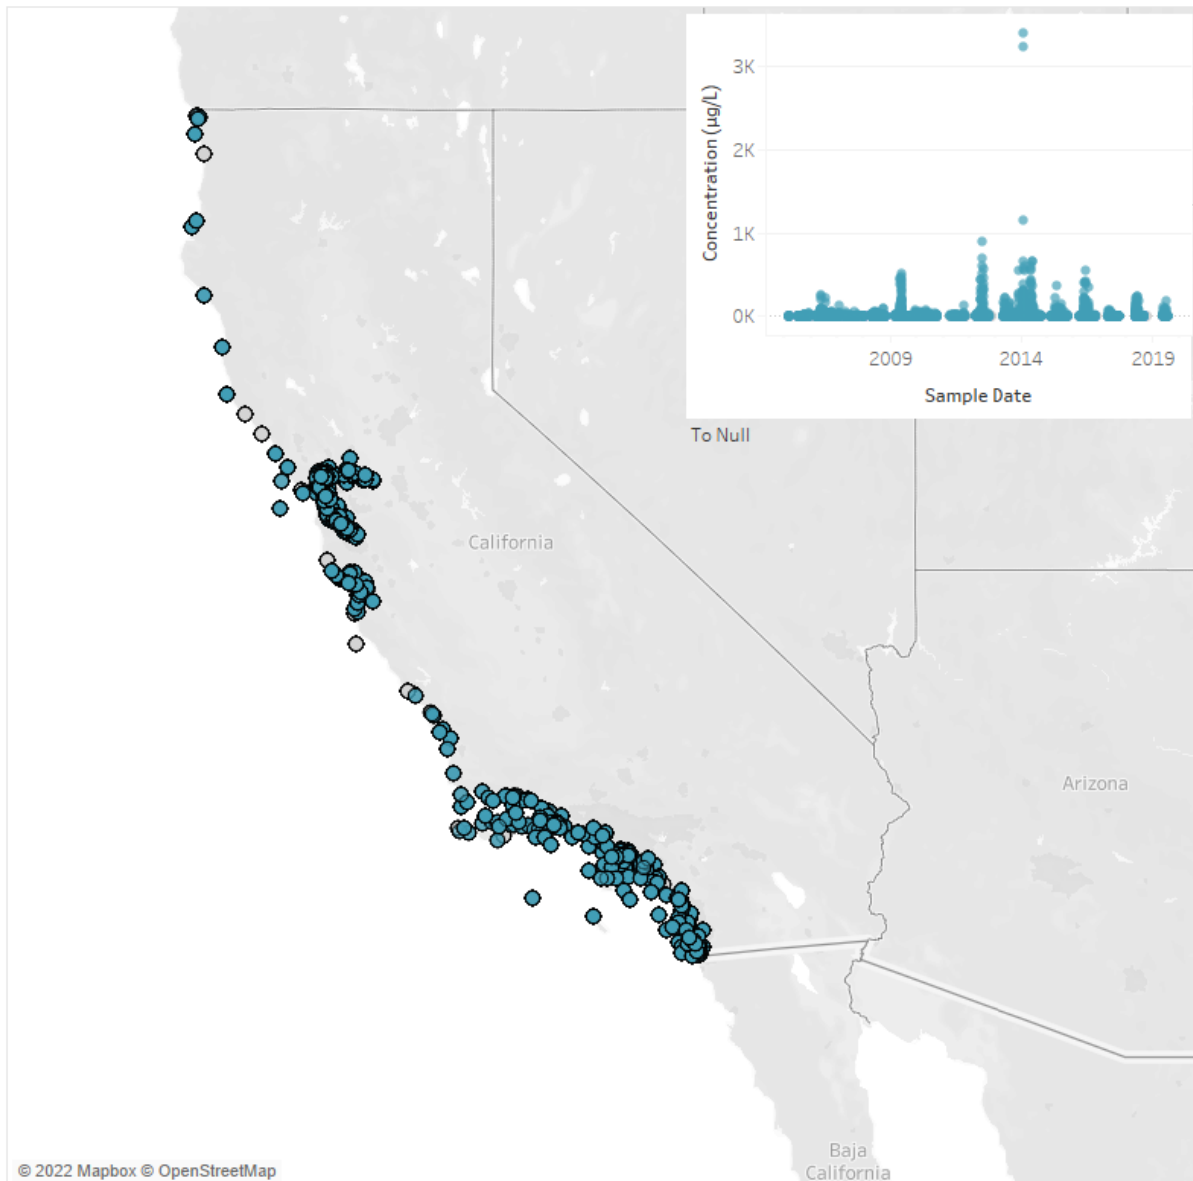 3K
2K
1K
0K
Concentration (µg/L)
2009
2014
2019
Sample Date
To Null
California
Arizona
Baja
California
© 2022 Mapbox © OpenStreetMap